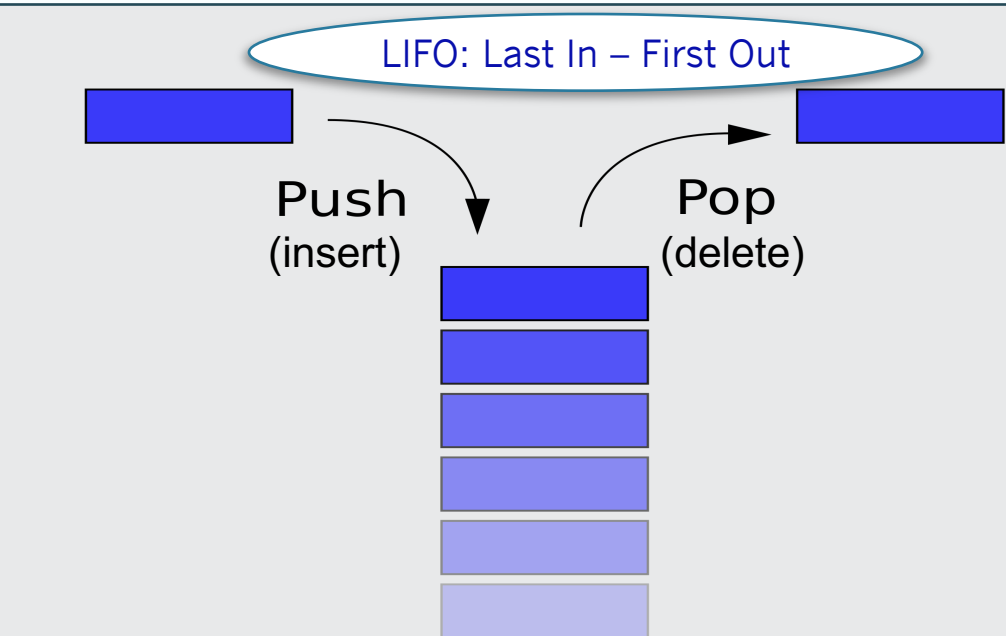 LIFO: Last In – First Out
Push
(insert)
Pop
(delete)